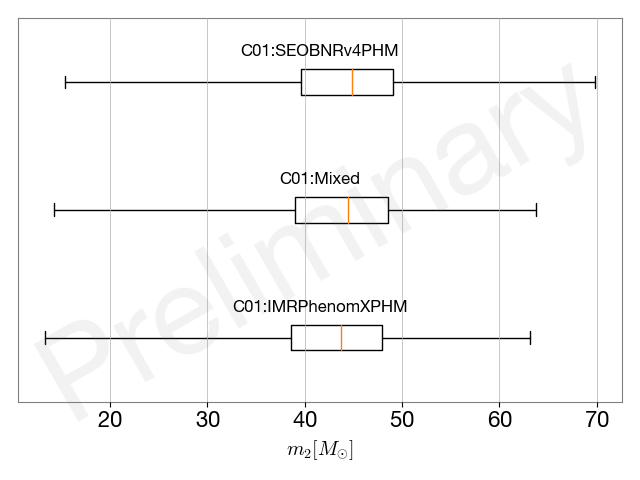 C01:SEOBNRv4PHM
C01:Mixed
C01:IMRPhenomXPHM
Preliminary
20 30 40 50 60 70
m₂[M⊙]